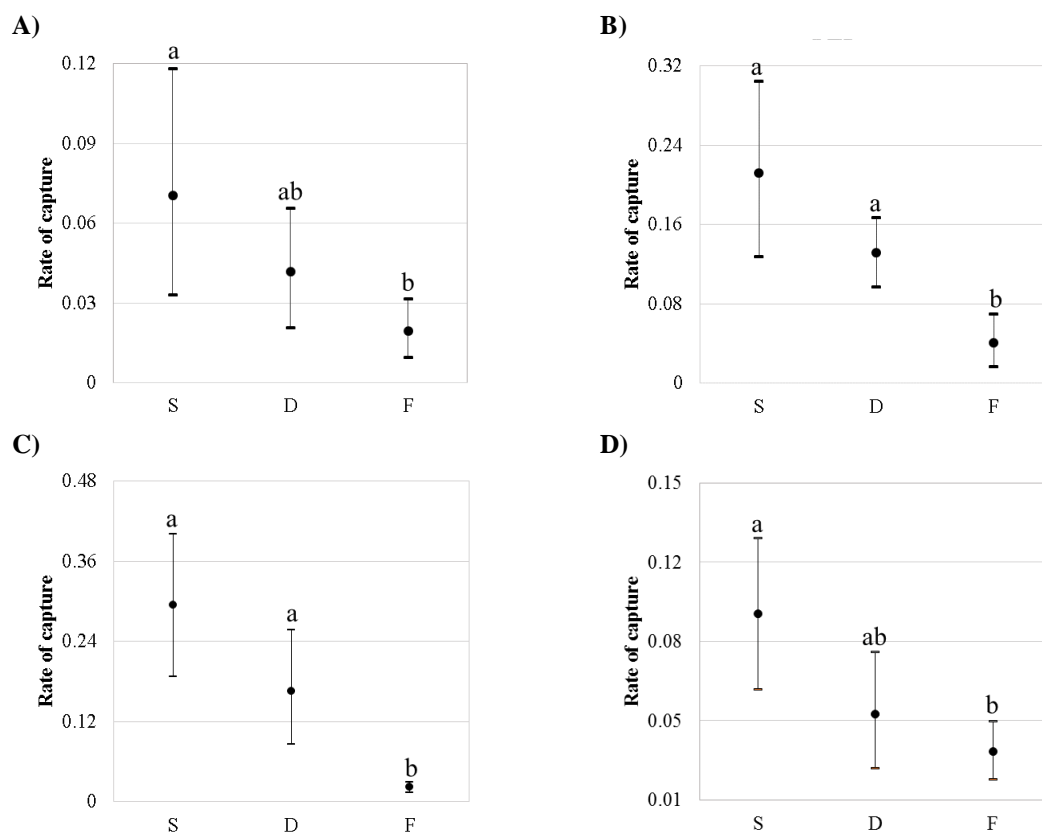 A)
Rate of capture
0.12
0.09
0.06
0.03
0
a
ab
b
S D F
B)
Rate of capture
0.32
0.24
0.16
0.08
0
a
a
b
S D F
C)
Rate of capture
0.48
0.36
0.24
0.12
0
a
a
b
S D F
D)
Rate of capture
0.15
0.12
0.08
0.05
0.01
a
ab
b
S D F